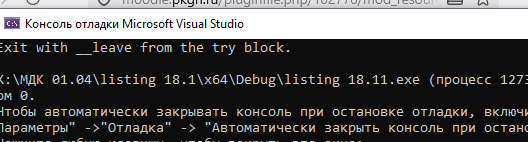 moodle.pkgh.ru/pluginfile.php/102776/mod_resou
Консоль отладки Microsoft Visual Studio
Exit with __leave from the try block.
X:\МДК 01.04\listing 18.1\x64\Debug\listing 18.11.exe (процесс 1273
ом 0.
Чтобы автоматически закрывать консоль при остановке отладки, включи
Параметры" ->"Отладка" -> "Автоматически закрыть консоль при остано